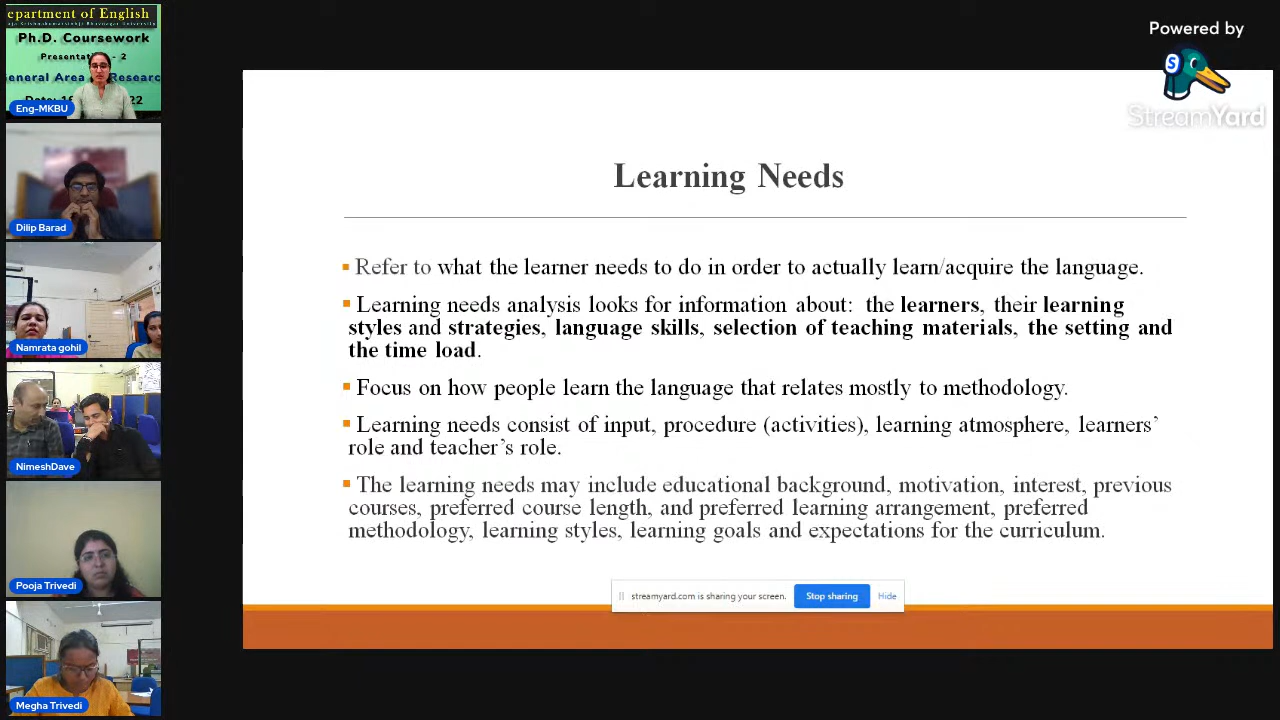 epartment of English
Ph.D. Coursework
- 2
eneral Area
Researc
22
Eng-MKBU
Dilip Barad
Namrata gohil
NimeshDave
Pooja Trivedi
Megha Trivedi
Powered by
S
StreamYard
Learning Needs
▪ Refer to what the learner needs to do in order to actually learn/acquire the language.
▪ Learning needs analysis looks for information about: the learners, their learning
styles and strategies, language skills, selection of teaching materials, the setting and
the time load.
▪ Focus on how people learn the language that relates mostly to methodology.
▪ Learning needs consist of input, procedure (activities), learning atmosphere, learners’
role and teacher’s role.
▪ The learning needs may include educational background, motivation, interest, previous
courses, preferred course length, and preferred learning arrangement, preferred
methodology, learning styles, learning goals and expectations for the curriculum.
streamyard.com is sharing your screen.
Stop sharing
Hide